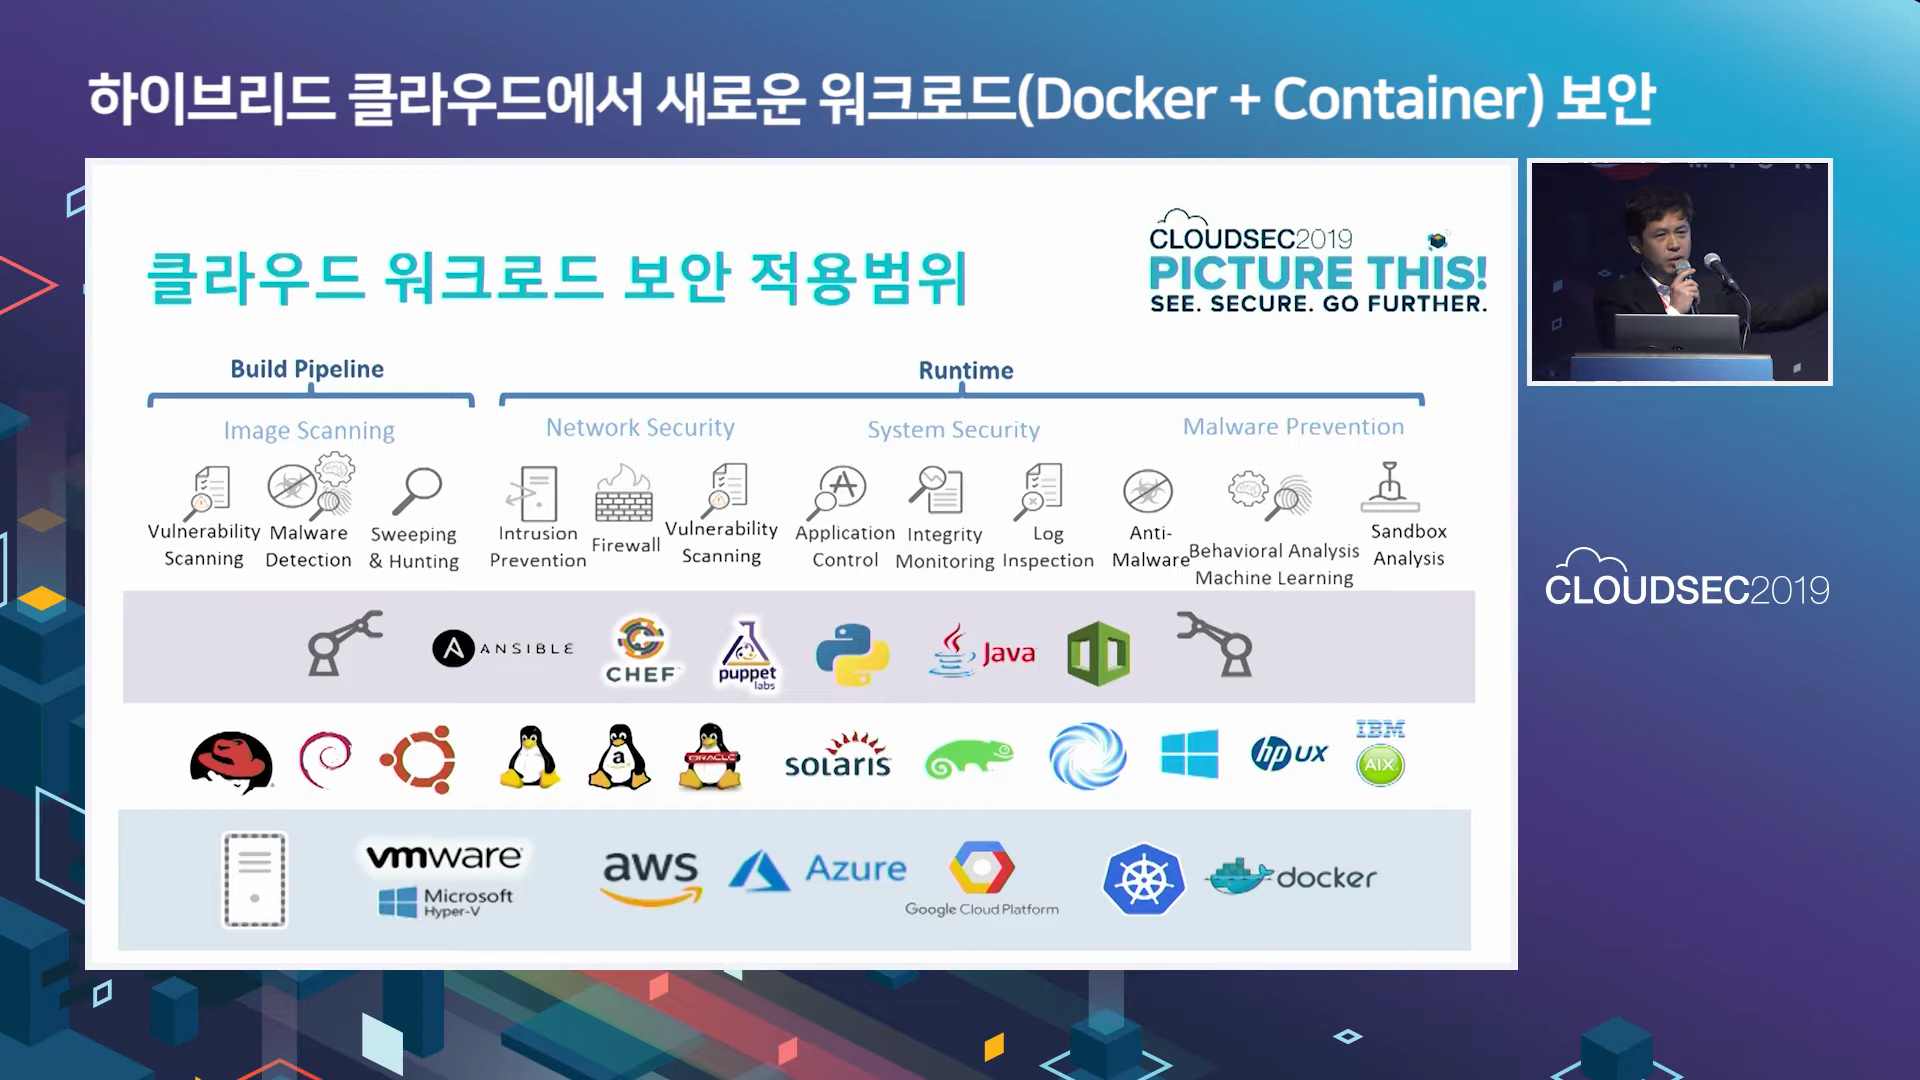 하이브리드 클라우드에서 새로운 워크로드(Docker + Container) 보안
클라우드 워크로드 보안 적용범위
CLOUDSEC2019
PICTURE THIS!
SEE. SECURE. GO FURTHER.
Build Pipeline
Runtime
Image Scanning
Network Security
System Security
Malware Prevention
Vulnerability
Scanning
Malware
Detection
Sweeping
& Hunting
Intrusion
Prevention
Firewall
Vulnerability
Scanning
Application
Control
Integrity
Monitoring
Log
Inspection
Anti-
Malware
Behavioral Analysis
Machine Learning
Sandbox
Analysis
ANSIBLE
CHEF
puppet
labs
Java
a
ORACLE
solaris
hp UX
IBM
AIX
vmware
Microsoft
Hyper-V
aws
Azure
Google Cloud Platform
docker
CLOUDSEC2019